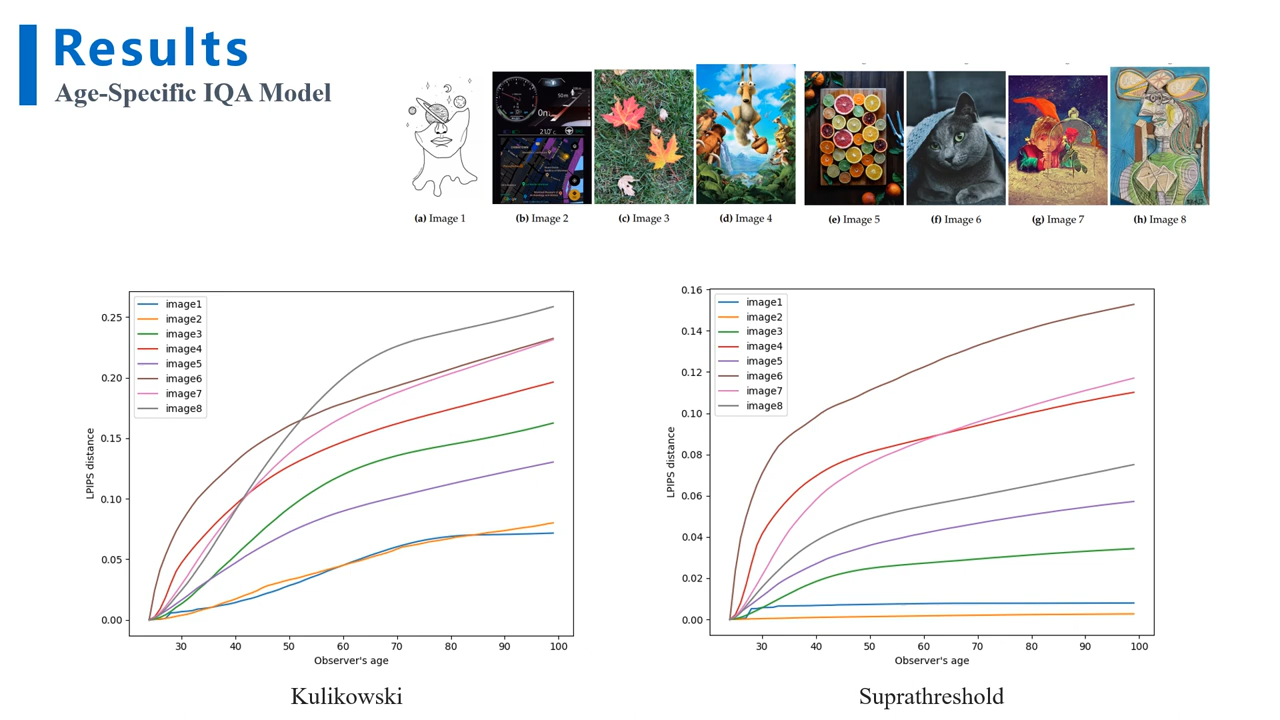 Results
Age-Specific IQA Model
(a) Image 1
(b) Image 2
(c) Image 3
(d) Image 4
(e) Image 5
(f) Image 6
(g) Image 7
(h) Image 8
image1
image2
image3
image4
image5
image6
image7
image8
0.25
0.20
0.15
0.10
0.05
0.00
LPIPS distance
30 40 50 60 70 80 90 100
Observer's age
Kulikowski
image1
image2
image3
image4
image5
image6
image7
image8
0.16
0.14
0.12
0.10
0.08
0.06
0.04
0.02
0.00
LPIPS distance
30 40 50 60 70 80 90 100
Observer's age
Suprathreshold